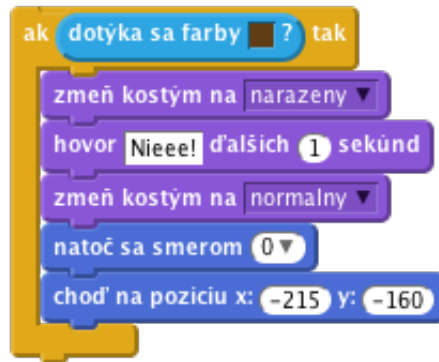 ak dotýka sa farby ? tak
zmeň kostým na narazeny
hovor Nieee! ďalších 1 sekúnd
zmeň kostým na normalny
natoč sa smerom 0
choď na pozíciu x: -215 y: -160